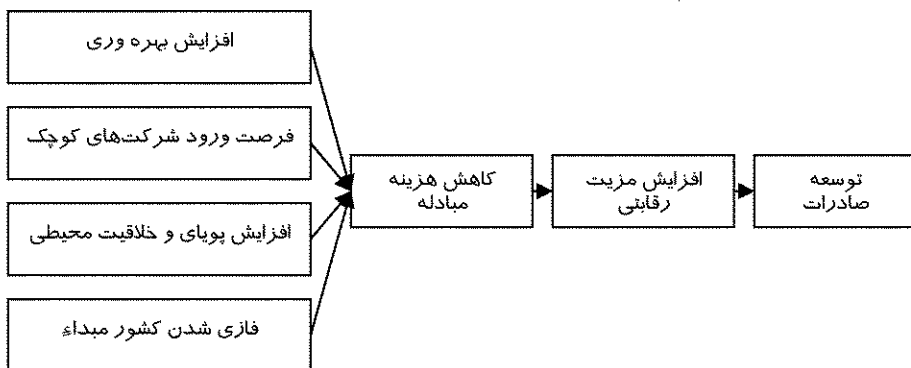 افزایش بهره وری
فرصت ورود شرکت‌های کوچک
افزایش پویای و خلاقیت محیطی
فازی شدن کشور مبداء
کاهش هزینه
مبادله
افزایش مزیت
رقابتی
توسعه
صادرات